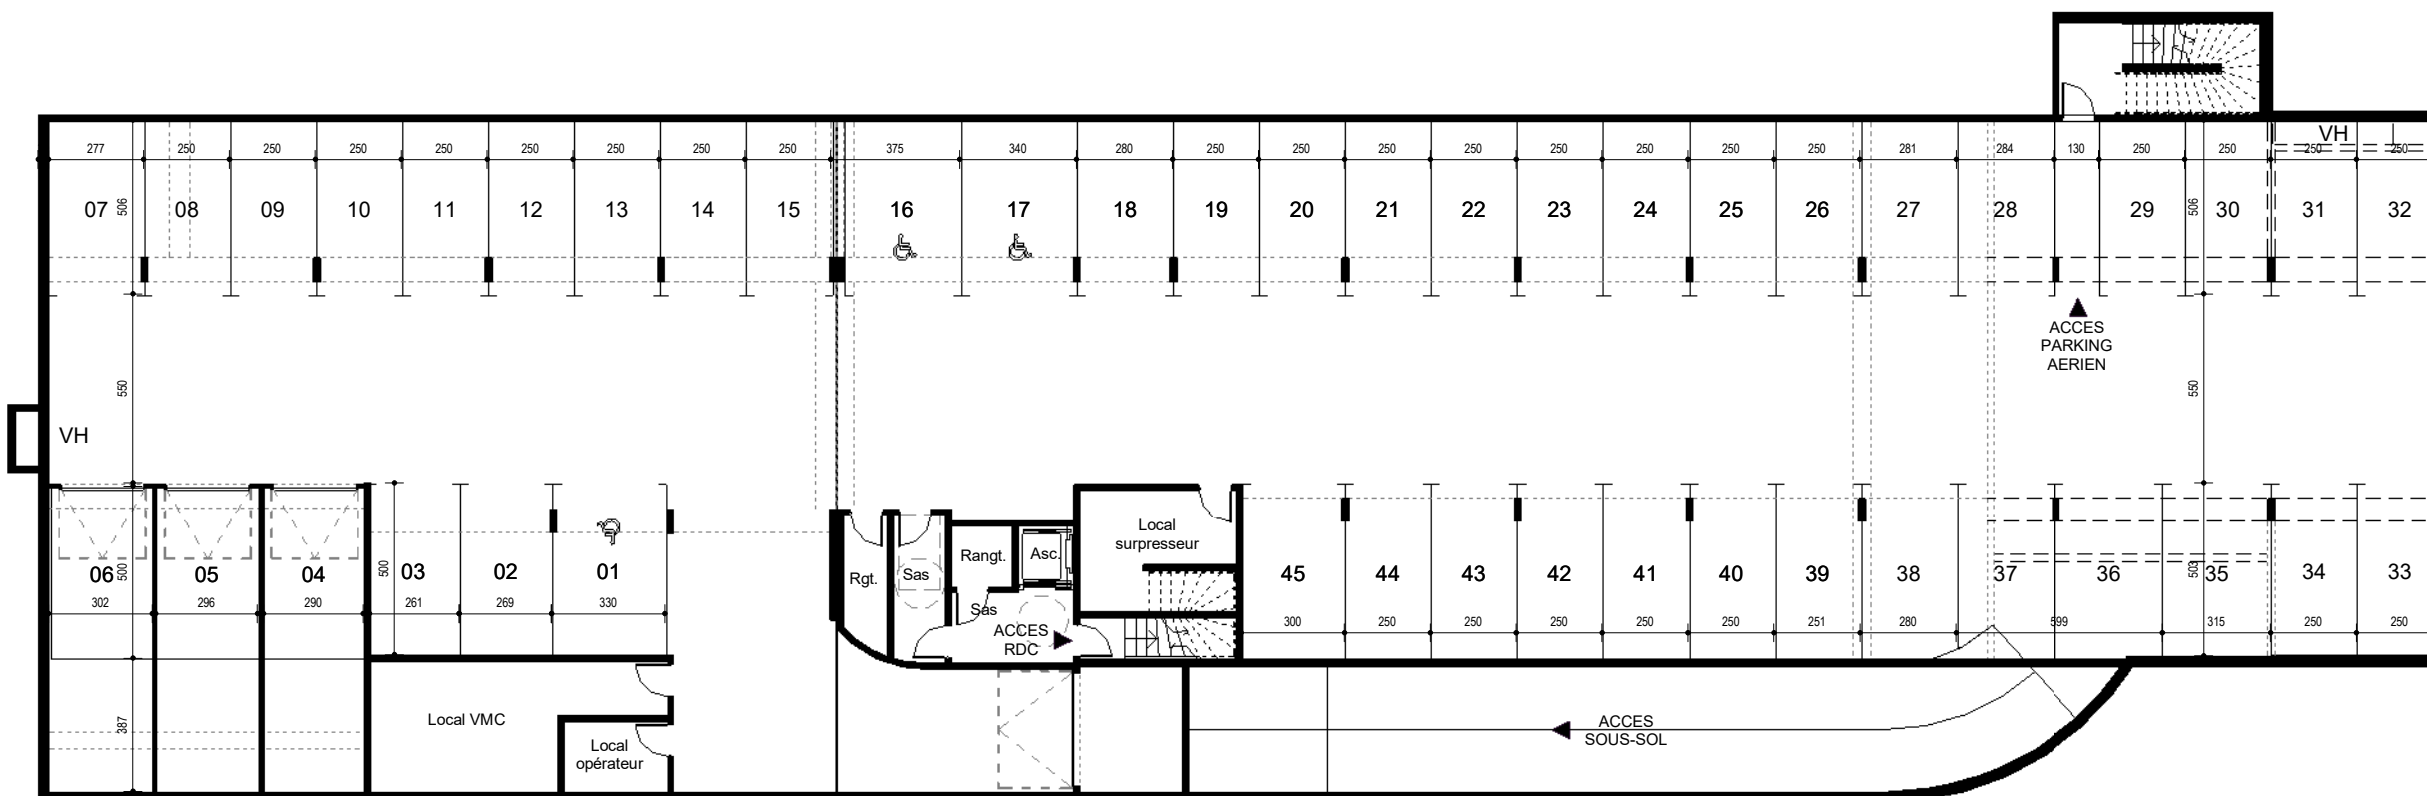 VH
277 250 250 250 250 250 250 250 250 375 340 280 250 250 250 250 250 250 250 250 281 284 130 250 250 250 250
07 506 08 09 10 11 12 13 14 15 16 17 18 19 20 21 22 23 24 25 26 27 28 29 506 30 31 32
ACCES
PARKING
AERIEN
550 550
VH
Local
surpresseur
Rangt. Asc.
Rgt. Sas
06 500 05 04 500 03 02 01 45 44 43 42 41 40 39 38 37 36 503 35 34 33
302 296 290 261 269 330
Sas
ACCES
RDC
300 250 250 250 250 250 251 280 599 315 250 250
387
Local VMC
Local
opérateur
ACCES
SOUS-SOL